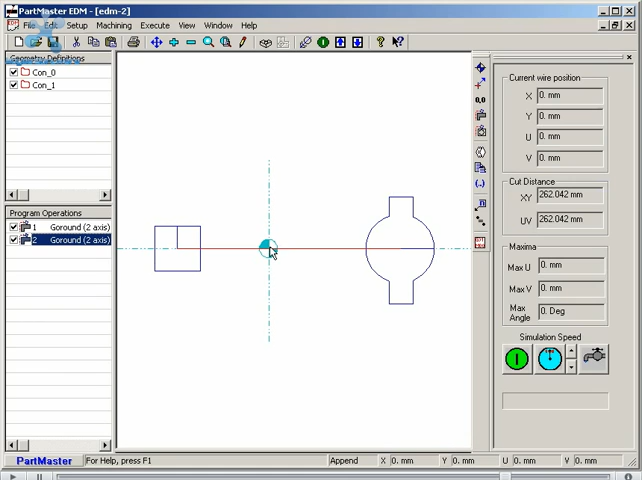 PartMaster EDM - [edm-2]
File Edit Setup Machining Execute View Window Help
Geometry Definitions
Con_0
Con_1
Program Operations
1 Goround (2 axis)
2 Goround (2 axis)
0,0
(..)
Current wire position
X 0. mm
Y 0. mm
U 0. mm
V 0. mm
Cut Distance
XY 262.042 mm
UV 262.042 mm
Maxima
Max U 0. mm
Max V 0. mm
Max Angle 0. Deg
Simulation Speed
PartMaster For Help, press F1 Append X 0. mm Y 0. mm U 0. mm Y 0. mm